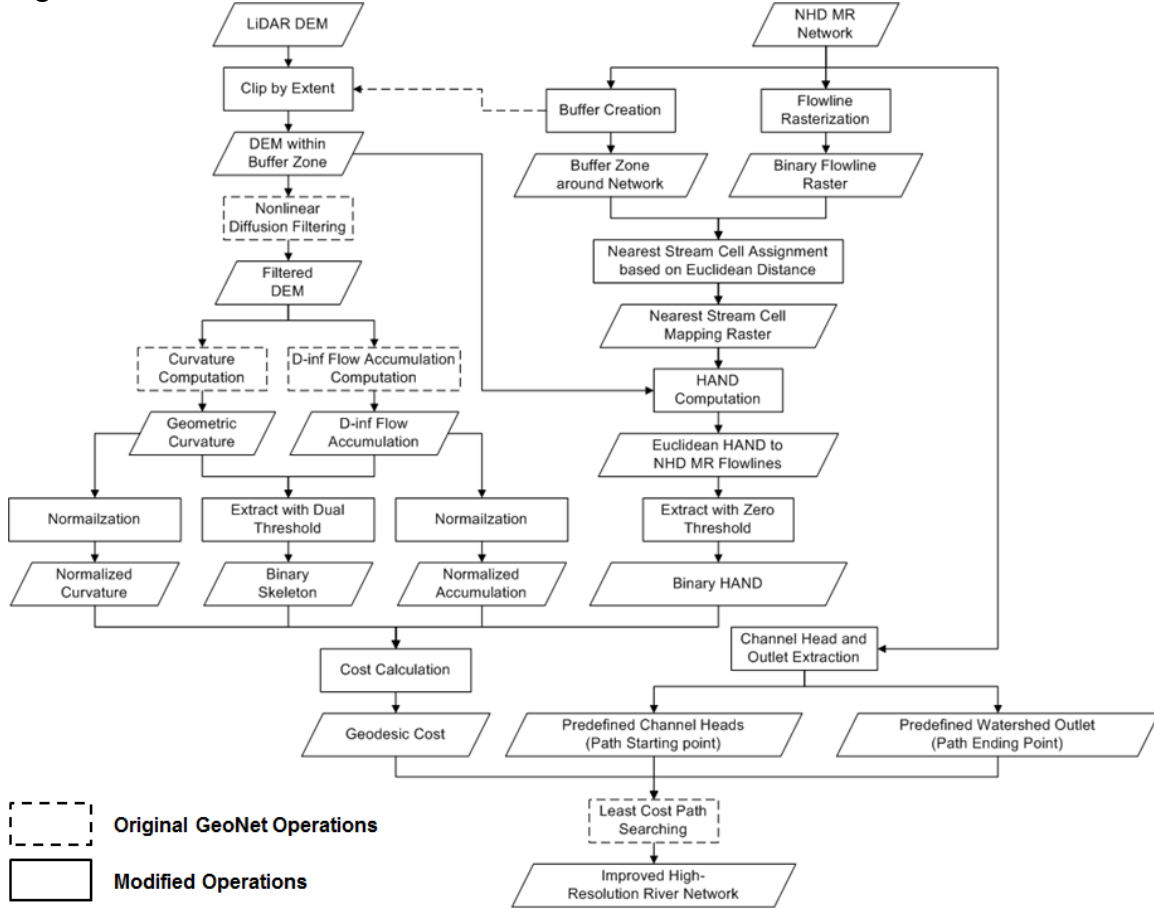 LiDAR DEM
NHD MR
Network
Clip by Extent
Buffer Creation
Flowline
Rasterization
DEM within
Buffer Zone
Buffer Zone
around Network
Binary Flowline
Raster
Nonlinear
Diffusion Filtering
Nearest Stream Cell Assignment
based on Euclidean Distance
Filtered
DEM
Nearest Stream Cell
Mapping Raster
Curvature
Computation
D-inf Flow Accumulation
Computation
HAND
Computation
Geometric
Curvature
D-inf Flow
Accumulation
Euclidean HAND to
NHD MR Flowlines
Normailzation
Extract with Dual
Threshold
Normailzation
Extract with Zero
Threshold
Normalized
Curvature
Binary
Skeleton
Normalized
Accumulation
Binary HAND
Channel Head and
Outlet Extraction
Cost Calculation
Geodesic Cost
Predefined Channel Heads
(Path Starting point)
Predefined Watershed Outlet
(Path Ending Point)
Least Cost Path
Searching
Improved High-
Resolution River Network
Original GeoNet Operations
Modified Operations